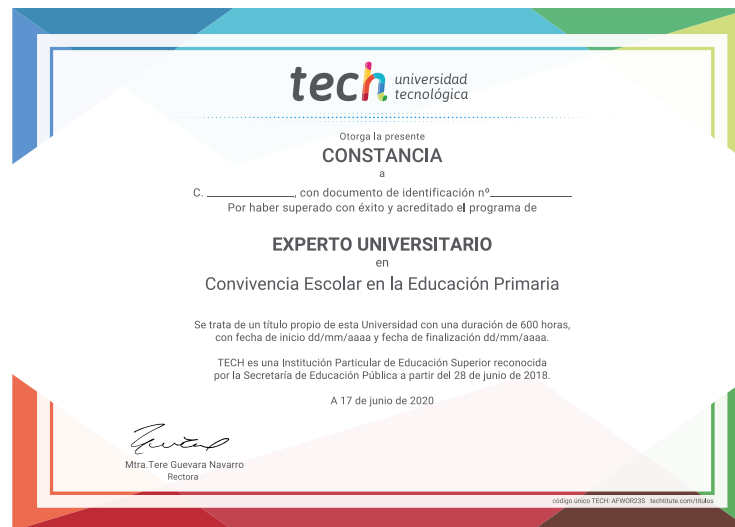 tech universidad
tecnológica
Otorga la presente
CONSTANCIA
a
C. ________________, con documento de identificación nº______________
Por haber superado con éxito y acreditado el programa de
EXPERTO UNIVERSITARIO
en
Convivencia Escolar en la Educación Primaria
Se trata de un título propio de esta Universidad con una duración de 600 horas,
con fecha de inicio dd/mm/aaaa y fecha de finalización dd/mm/aaaa.
TECH es una Institución Particular de Educación Superior reconocida
por la Secretaría de Educación Pública a partir del 28 de junio de 2018.
A 17 de junio de 2020
Mtra.Tere Guevara Navarro
Rectora
código único TECH: AFWOR23S techtitute.com/titulos